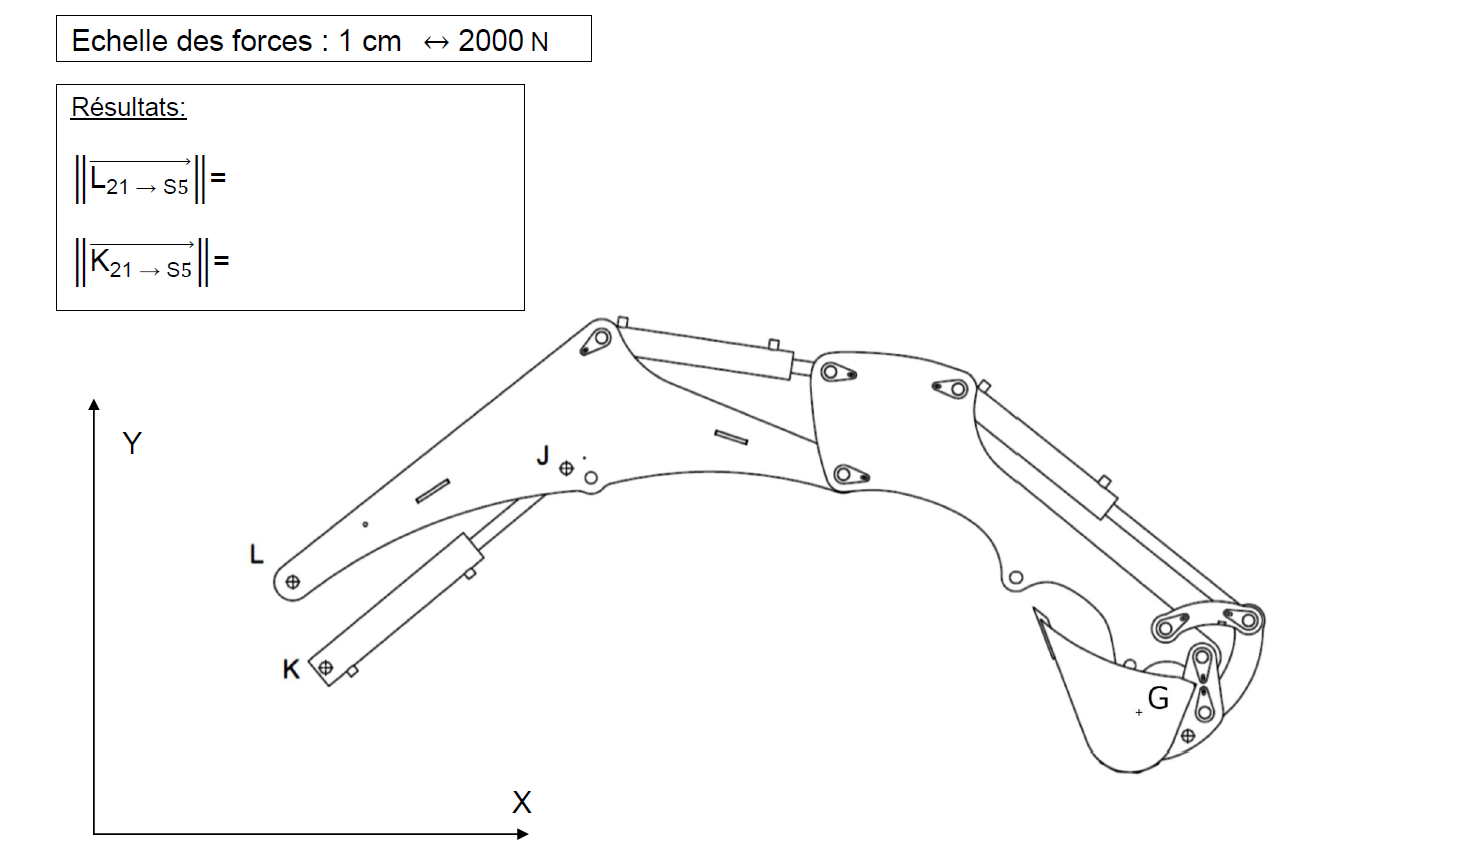 Echelle des forces : 1 cm ↔ 2000 N
Résultats:
‖L21 → S5‖=
‖K21 → S5‖=
J
Y
L
K
G
X